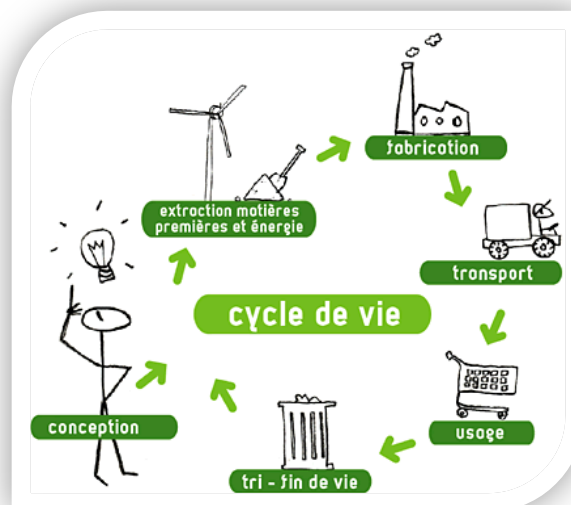 fabrication
extraction matières
premières et énergie
transport
cycle de vie
conception
usage
tri - fin de vie